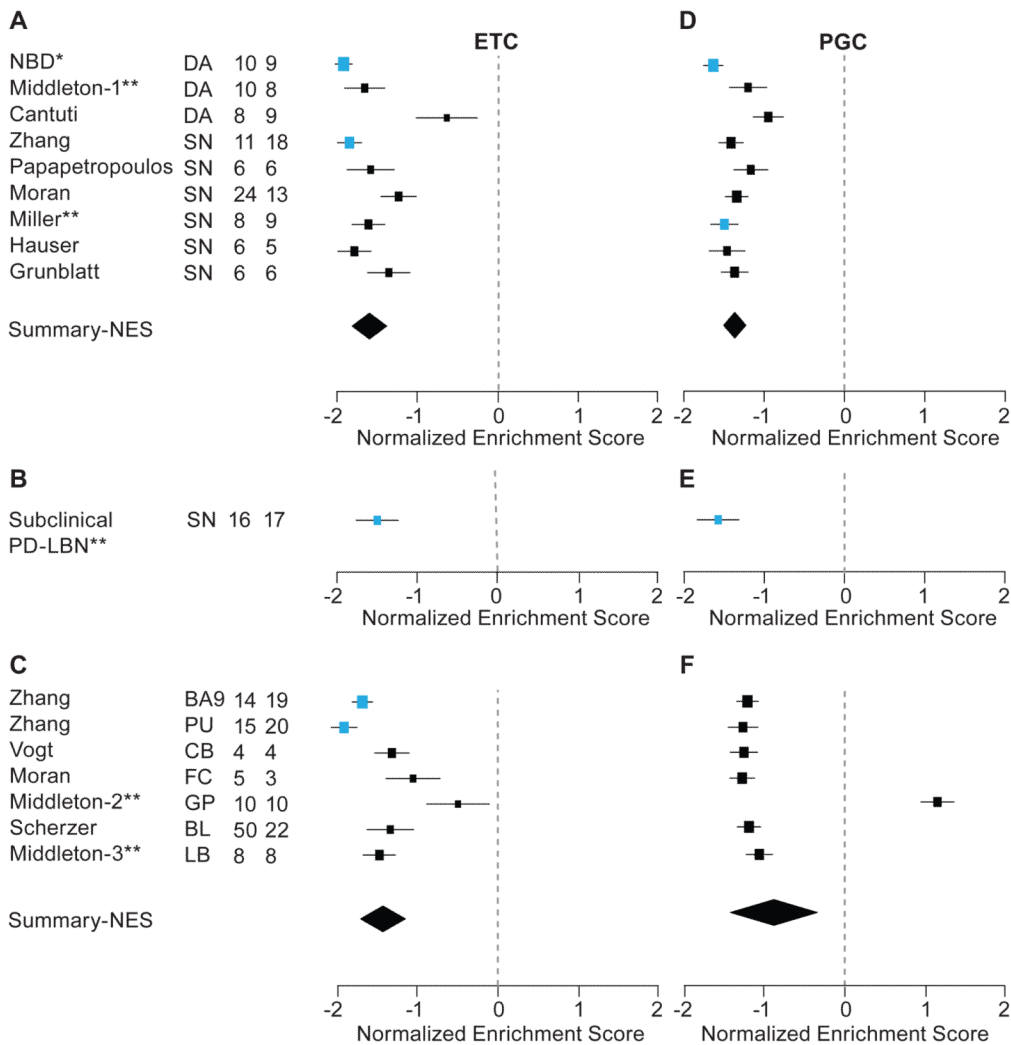 A
D
ETC
PGC
NBD* DA 10 9
Middleton-1** DA 10 8
Cantuti DA 8 9
Zhang SN 11 18
Papapetropoulos SN 6 6
Moran SN 24 13
Miller** SN 8 9
Hauser SN 6 5
Grunblatt SN 6 6
Summary-NES
-2 -1 0 1 2 -2 -1 0 1 2
Normalized Enrichment Score Normalized Enrichment Score
B
E
Subclinical SN 16 17
PD-LBN**
-2 -1 0 1 2 -2 -1 0 1 2
Normalized Enrichment Score Normalized Enrichment Score
C
F
Zhang BA9 14 19
Zhang PU 15 20
Vogt CB 4 4
Moran FC 5 3
Middleton-2** GP 10 10
Scherzer BL 50 22
Middleton-3** LB 8 8
Summary-NES
-2 -1 0 1 2 -2 -1 0 1 2
Normalized Enrichment Score Normalized Enrichment Score